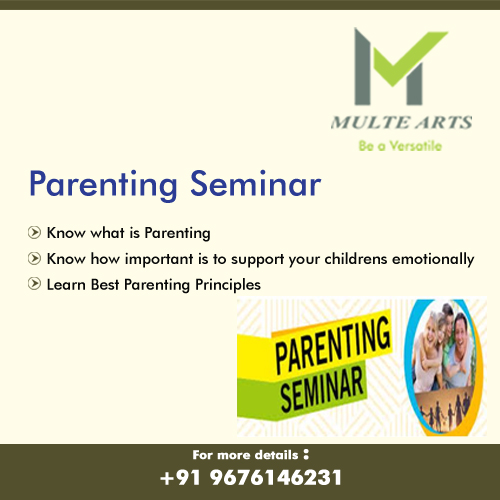 MULTE ARTS
Be a Versatile
Parenting Seminar
Know what is Parenting
Know how important is to support your childrens emotionally
Learn Best Parenting Principles
PARENTING
SEMINAR
For more details :
+91 9676146231